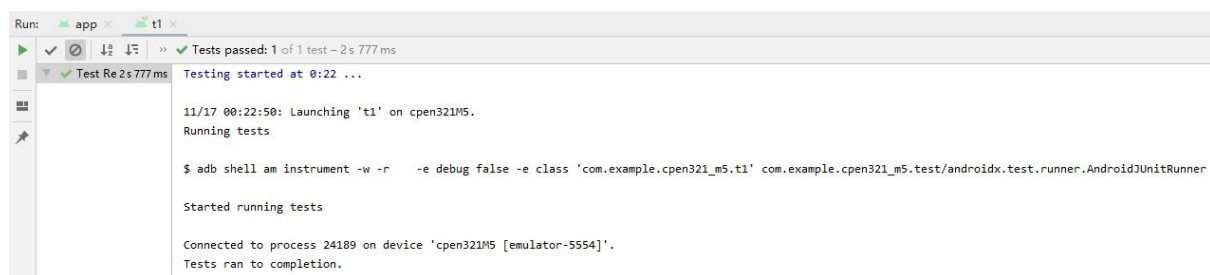 Run: app × t1 ×
» Tests passed: 1 of 1 test – 2 s 777 ms
Test Re 2 s 777 ms
Testing started at 0:22 ...
11/17 00:22:50: Launching 't1' on cpen321M5.
Running tests
$ adb shell am instrument -w -r    -e debug false -e class 'com.example.cpen321_m5.t1' com.example.cpen321_m5.test/androidx.test.runner.AndroidJUnitRunner
Started running tests
Connected to process 24189 on device 'cpen321M5 [emulator-5554]'.
Tests ran to completion.